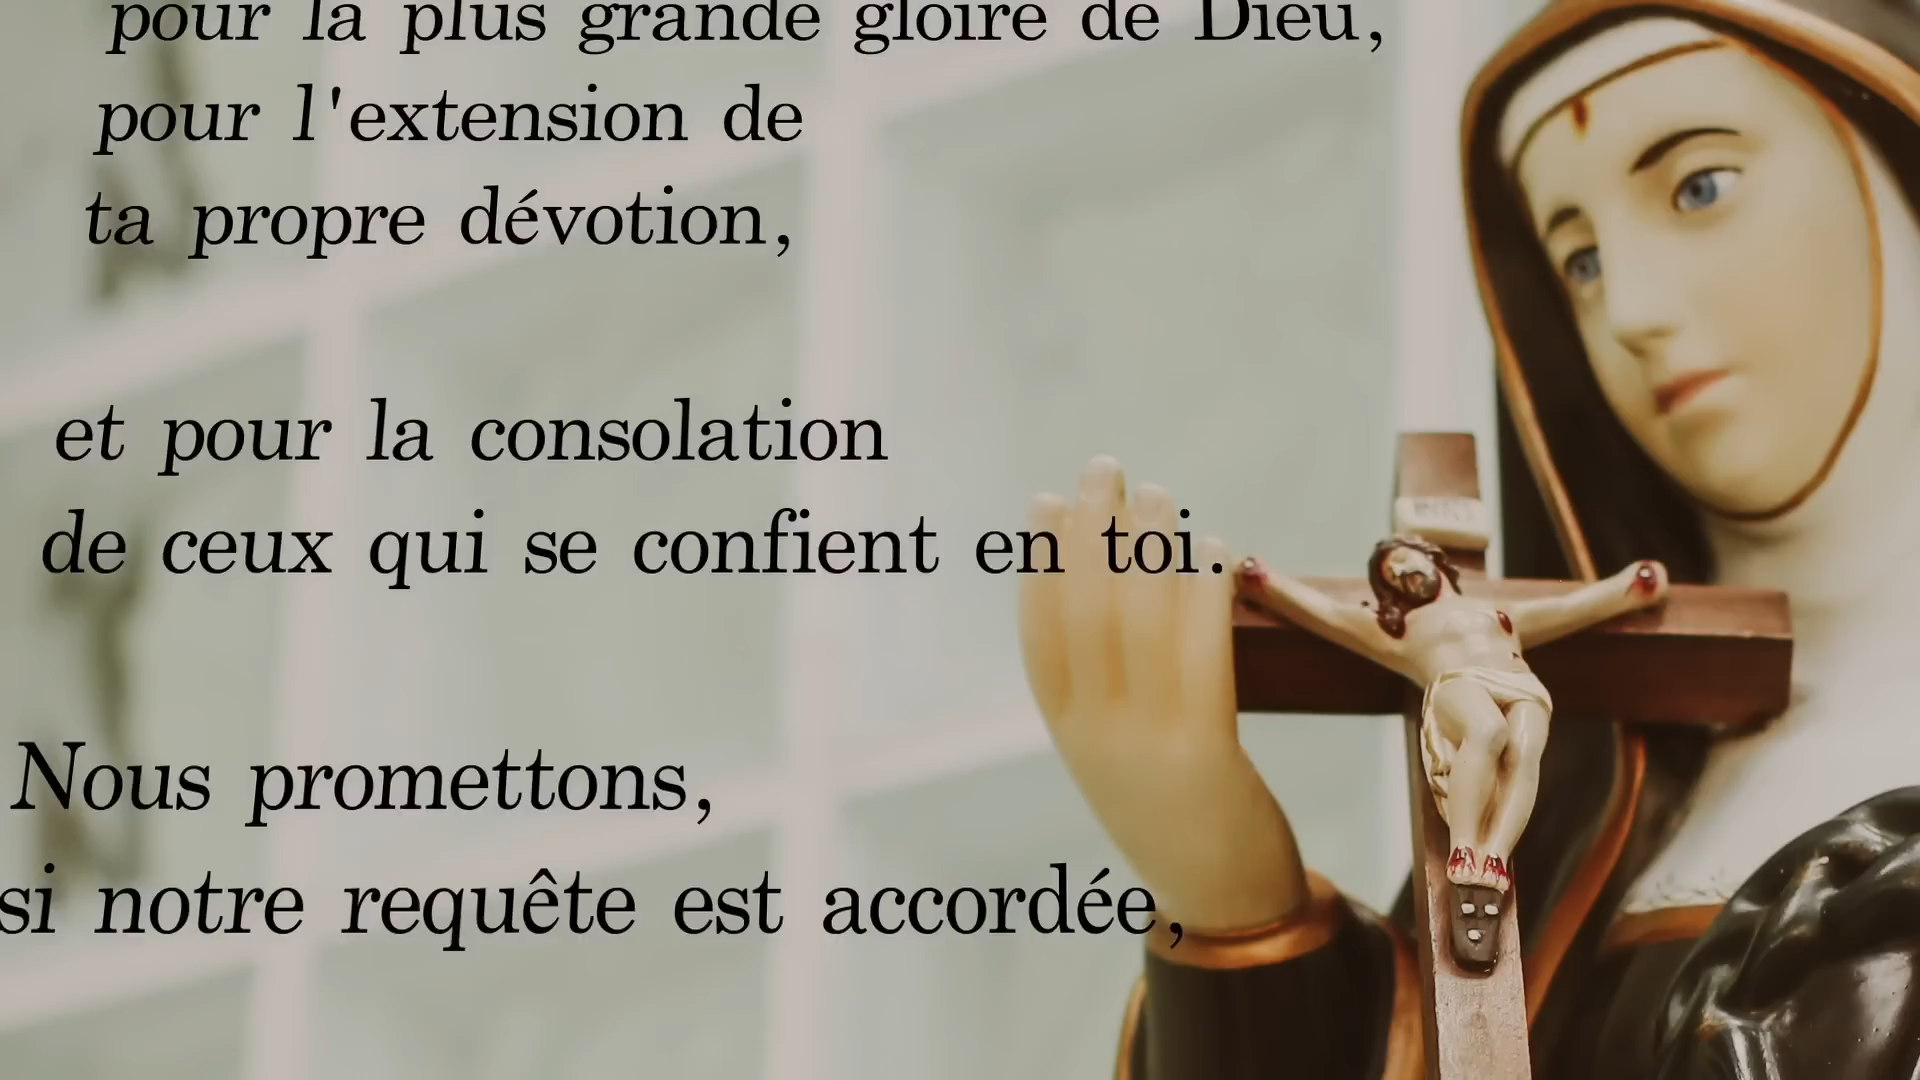 pour la plus grande gloire de Dieu,
pour l'extension de
ta propre dévotion,
et pour la consolation
de ceux qui se confient en toi.
Nous promettons,
si notre requête est accordée,
INRI